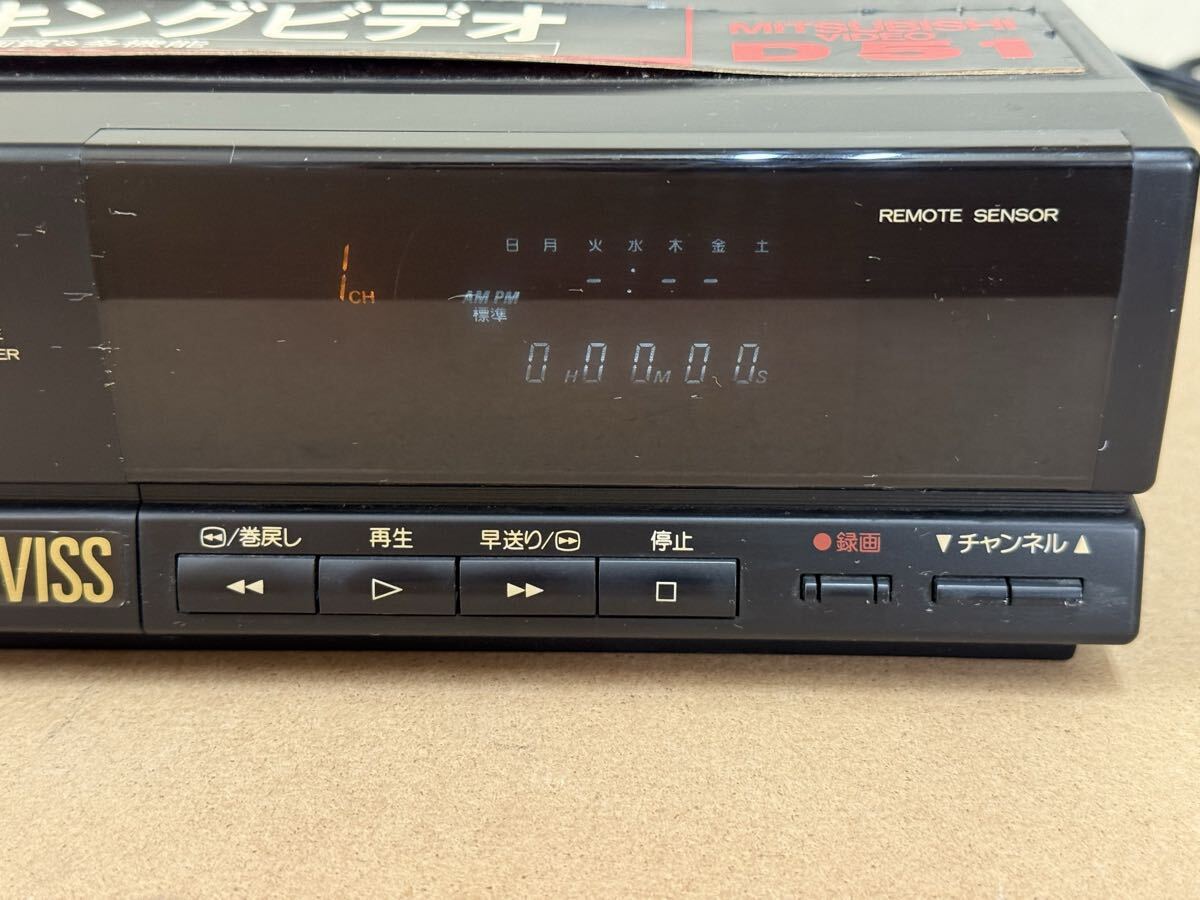 キングビデオ
MITSUBISHI
VIDEO
D51
REMOTE SENSOR
日 月 火 水 木 金 土
1CH
- : - -
AM PM
標準
0H00M00S
ER
VISS
/巻戻し 再生 早送り/ 停止 ●録画 ▼チャンネル▲